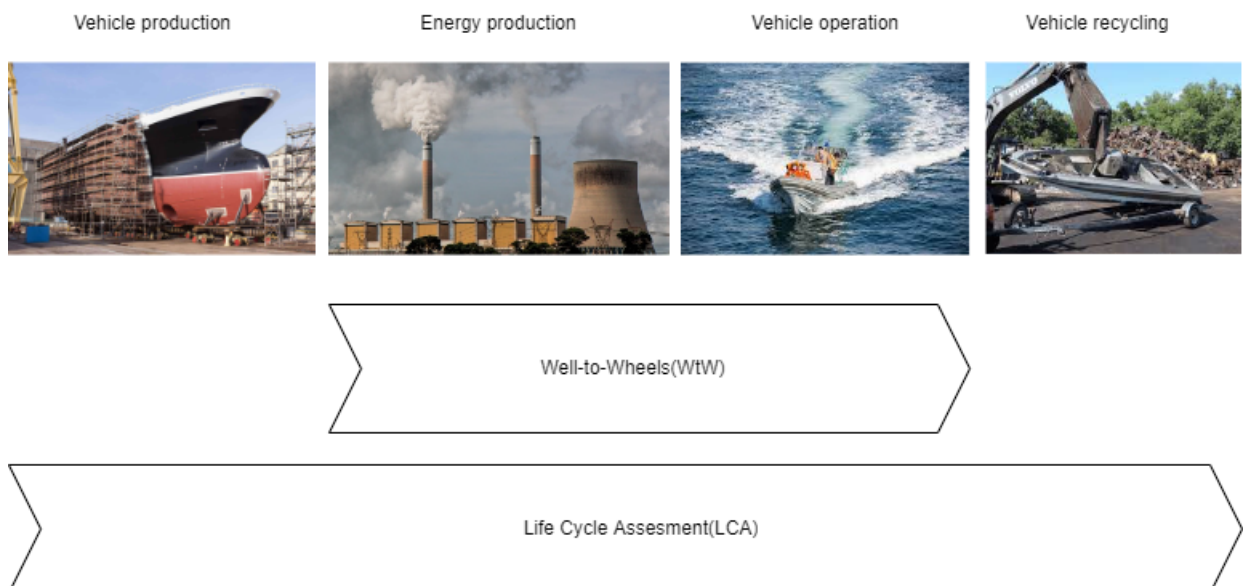 Vehicle production
Energy production
Vehicle operation
Vehicle recycling
Well-to-Wheels(WtW)
Life Cycle Assesment(LCA)